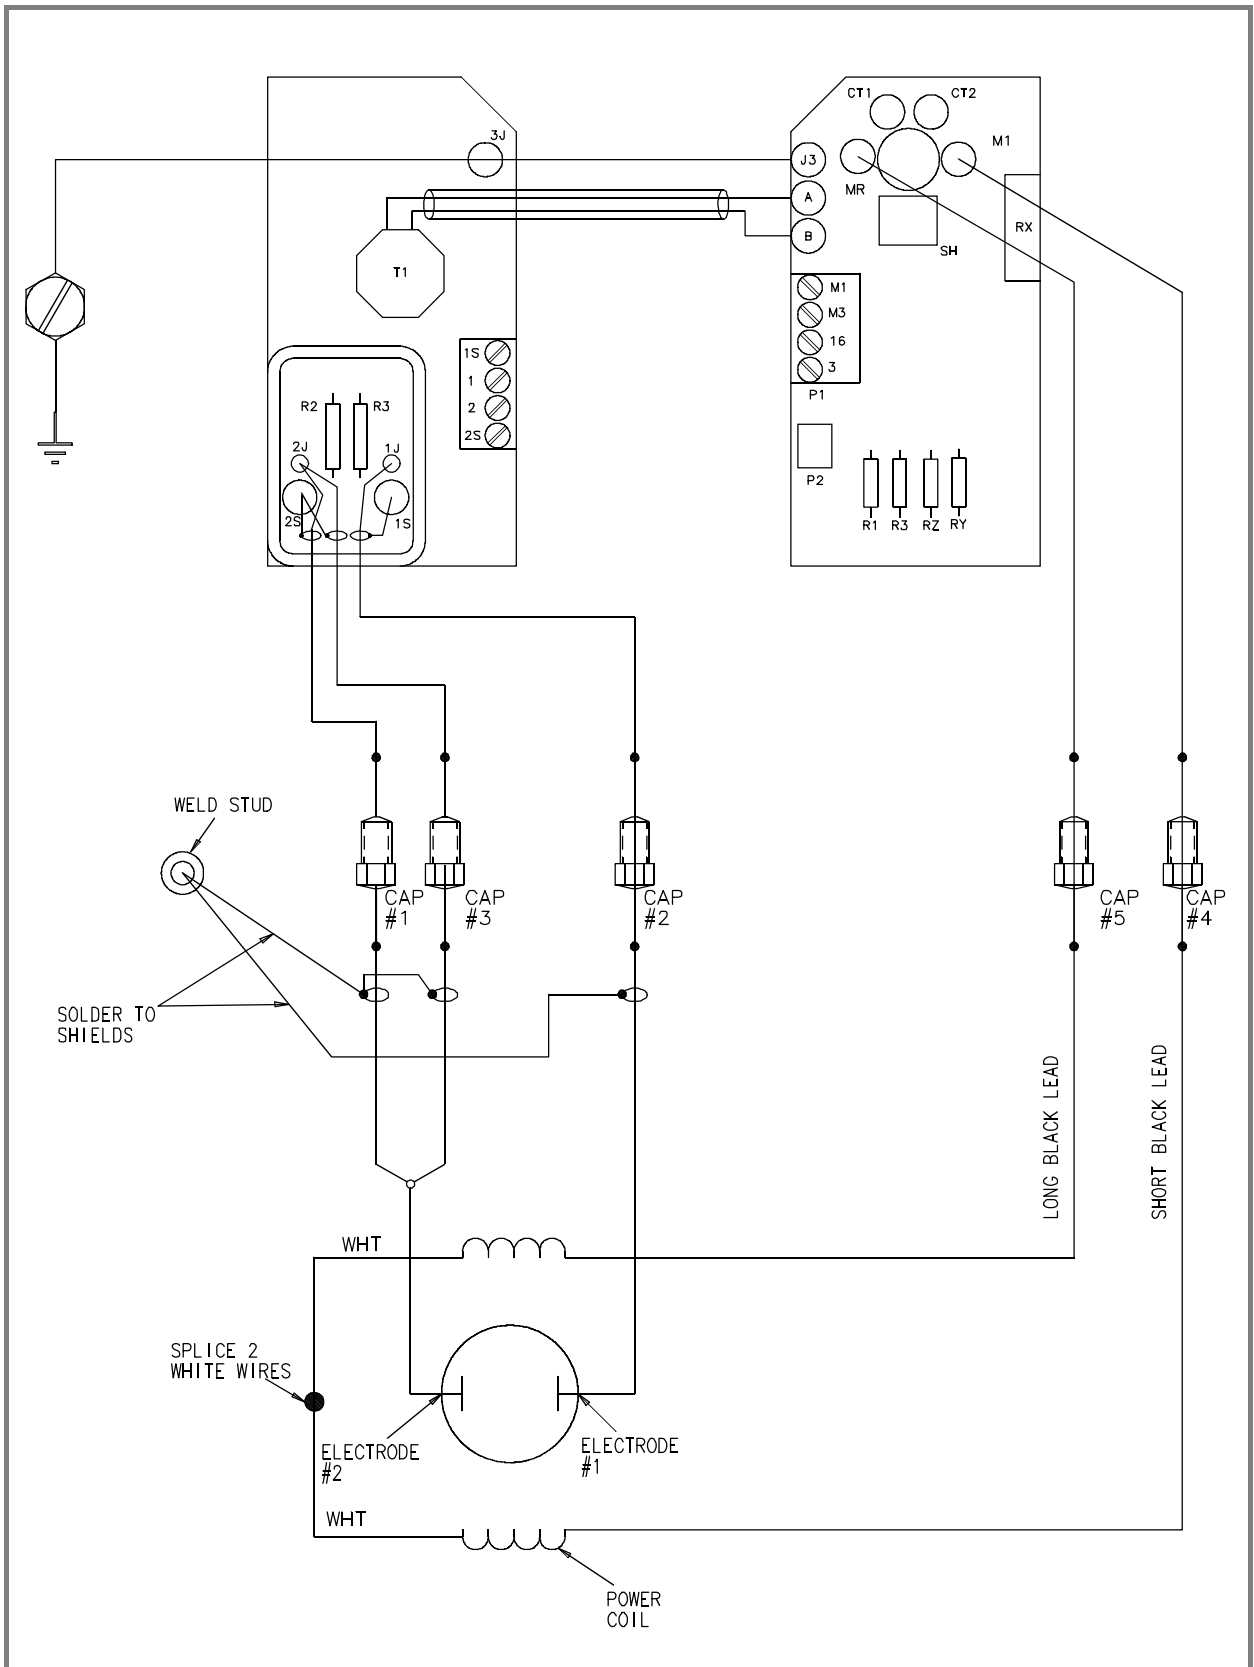 CT1
CT2
3J
M1
J3
MR
A
B
RX
SH
T1
M1
M3
16
3
P1
1S
1
2
2S
R2
R3
2J
1J
2S
1S
P2
R1
R3
RZ
RY
WELD STUD
CAP
#1
CAP
#3
CAP
#2
CAP
#5
CAP
#4
SOLDER TO
SHIELDS
LONG BLACK LEAD
SHORT BLACK LEAD
WHT
SPLICE 2
WHITE WIRES
ELECTRODE
#2
ELECTRODE
#1
WHT
POWER
COIL